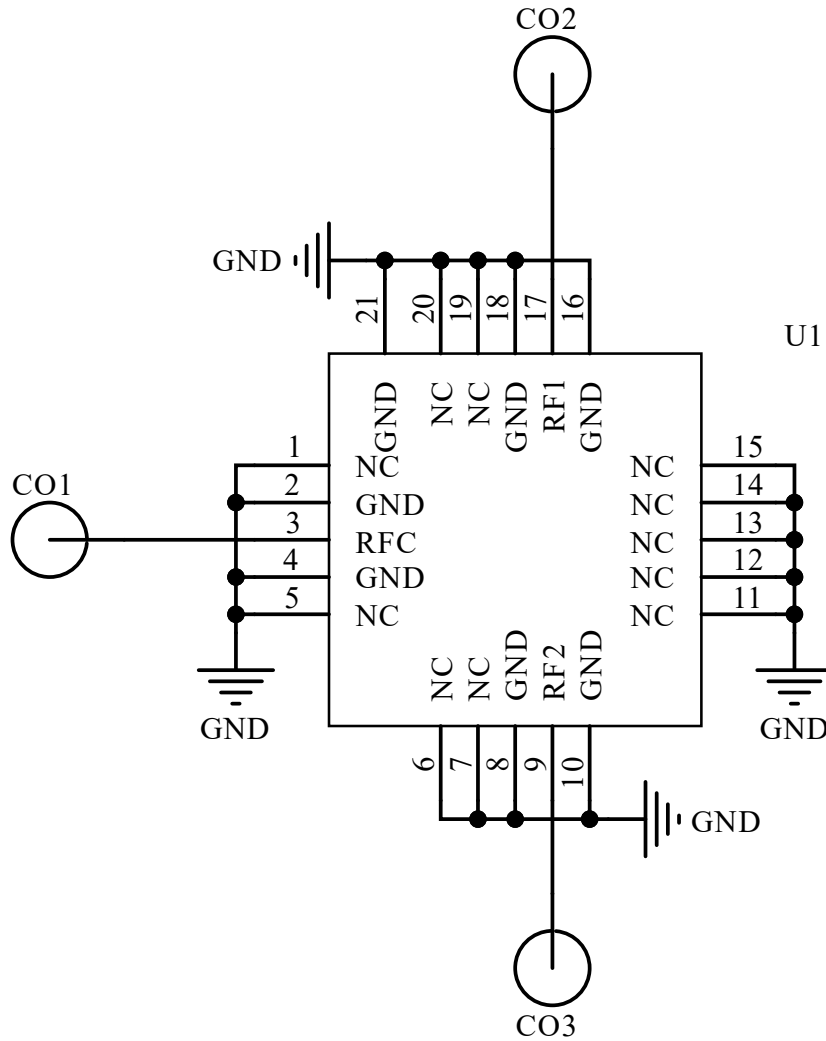 CO2
GND
21
20
19
18
17
16
U1
GND
NC
NC
GND
RF1
GND
1
NC
NC
15
CO1
2
GND
NC
14
3
RFC
NC
13
4
GND
NC
12
5
NC
NC
11
NC
NC
GND
RF2
GND
GND
GND
6
7
8
9
10
GND
CO3